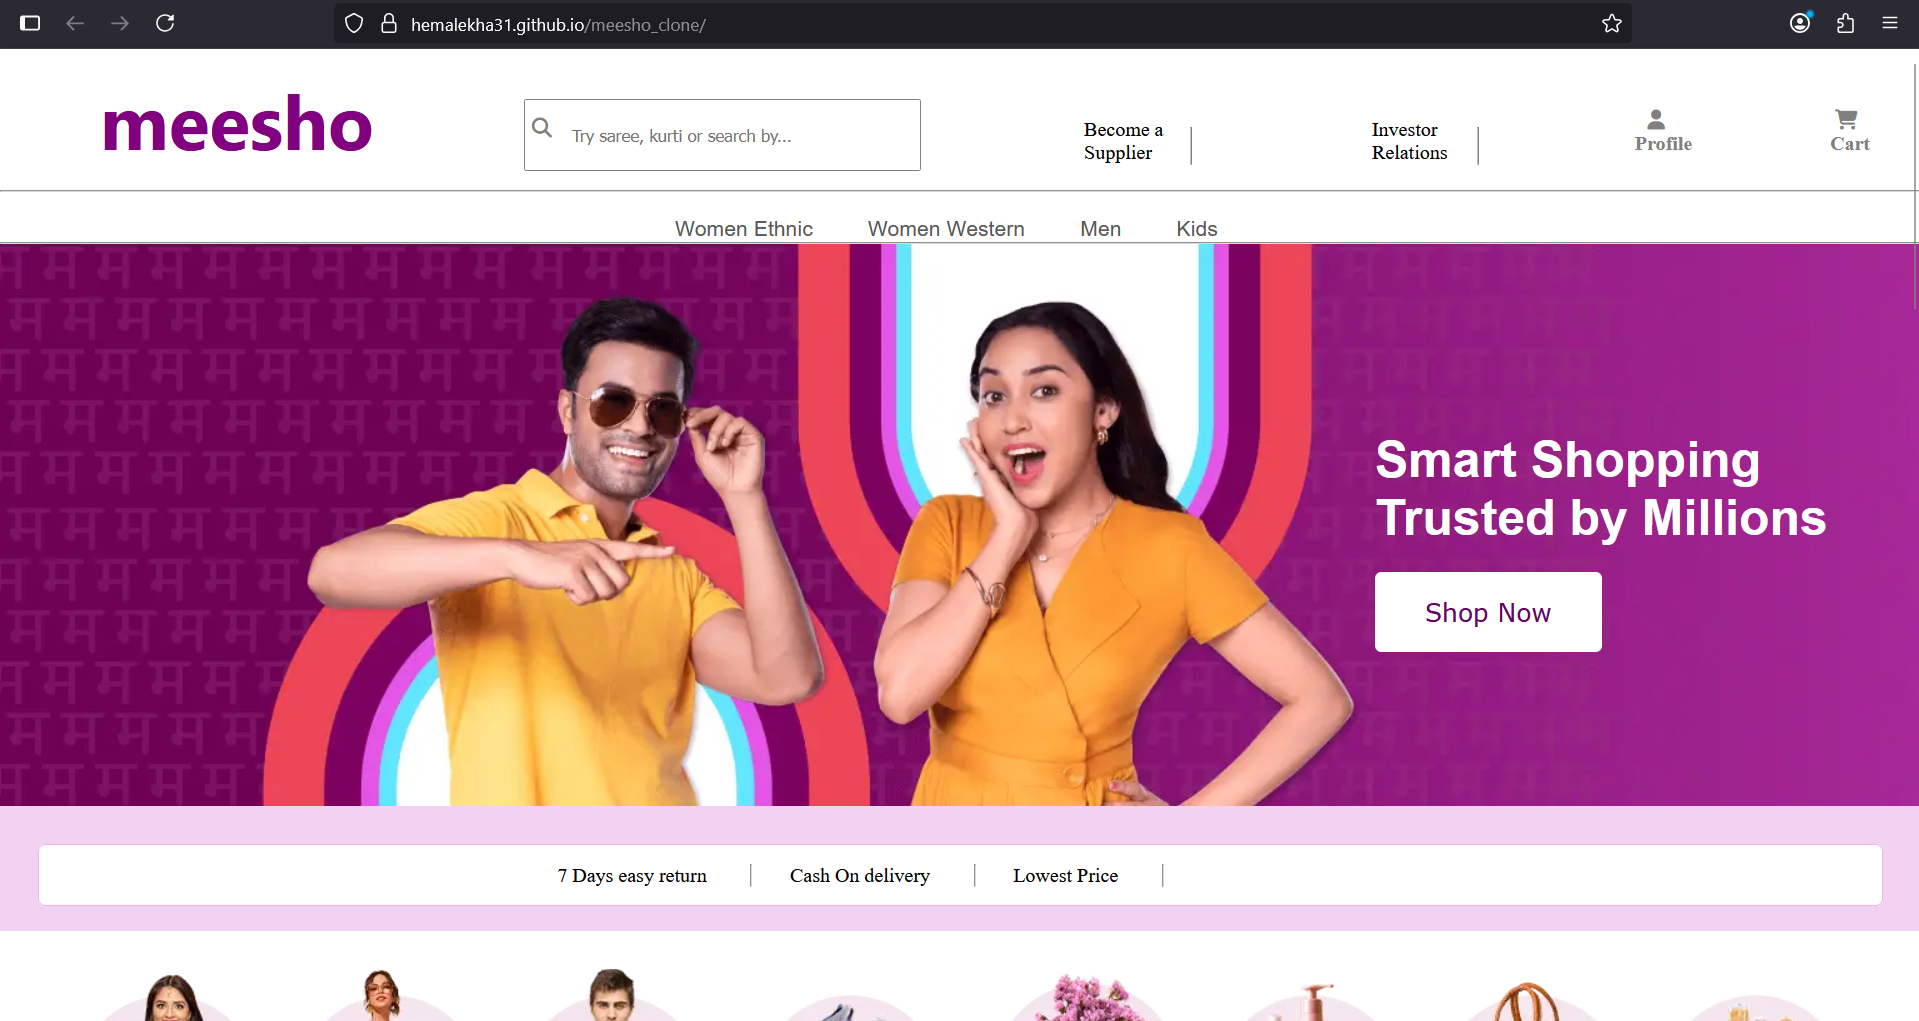 hemalekha31.github.io/meesho_clone/
meesho
Try saree, kurti or search by...
Become a
Supplier
Investor
Relations
Profile
Cart
Women Ethnic
Women Western
Men
Kids
Smart Shopping
Trusted by Millions
Shop Now
7 Days easy return
Cash On delivery
Lowest Price